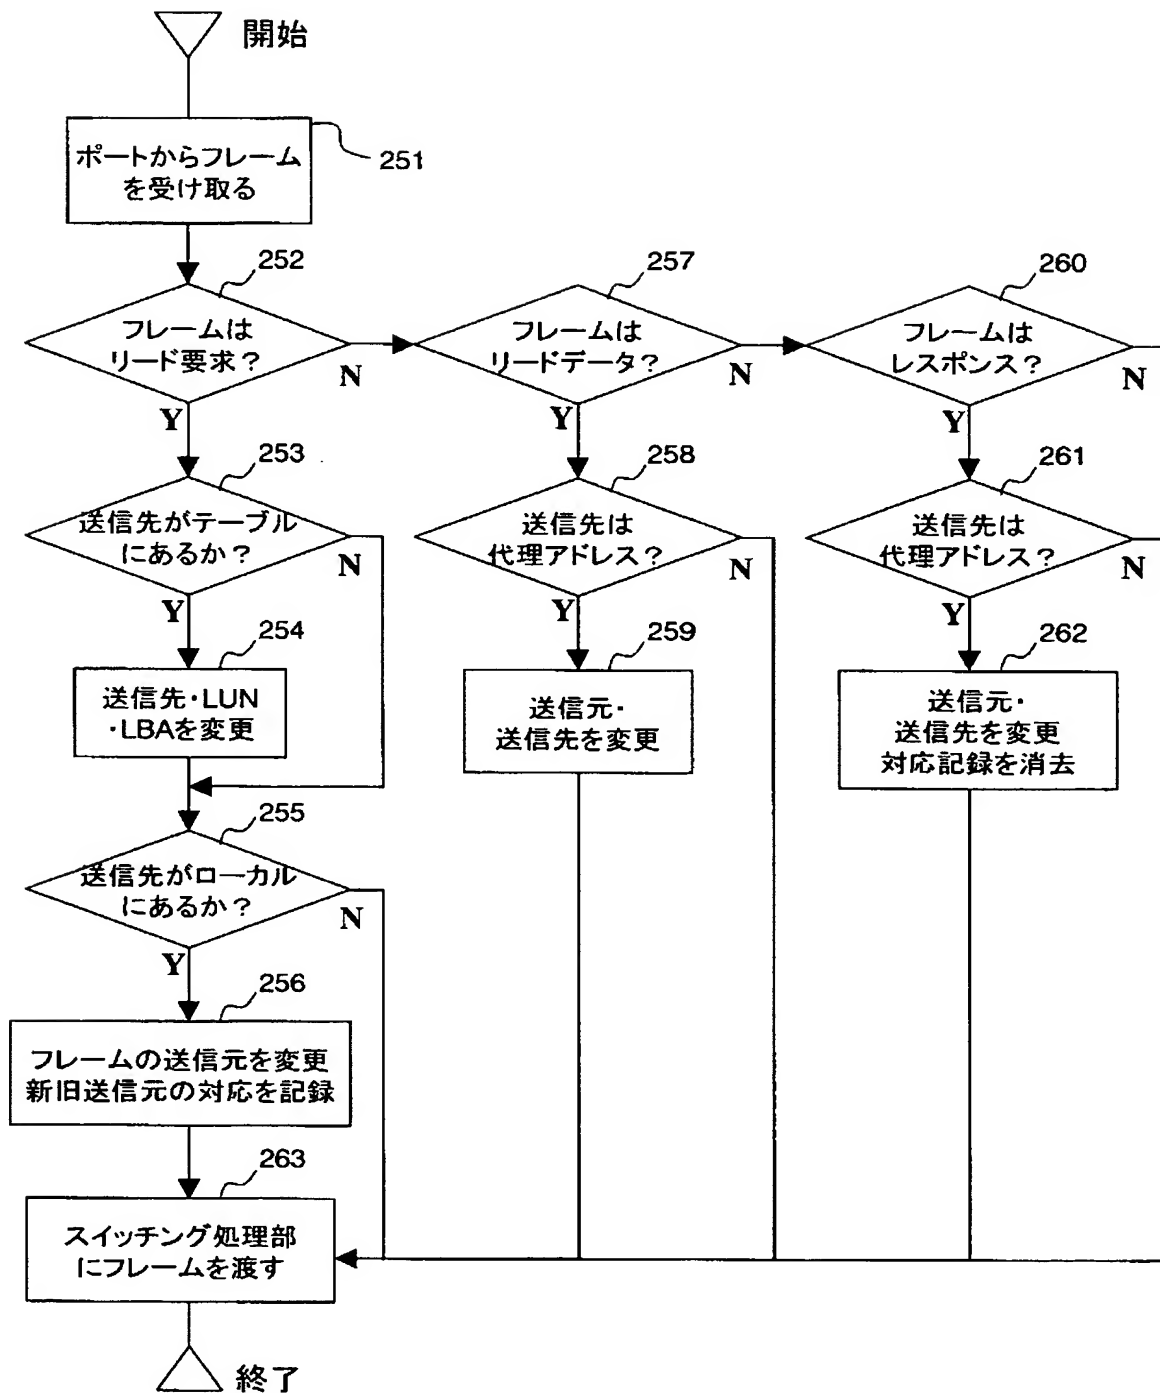 開始
251
ポートからフレーム
を受け取る
252
フレームは
リード要求？
N
Y
257
フレームは
リードデータ？
N
Y
260
フレームは
レスポンス？
N
Y
253
送信先がテーブル
にあるか？
N
Y
258
送信先は
代理アドレス？
N
Y
261
送信先は
代理アドレス？
N
Y
254
送信先・LUN
・LBAを変更
259
送信元・
送信先を変更
262
送信元・
送信先を変更
対応記録を消去
255
送信先がローカル
にあるか？
N
Y
256
フレームの送信元を変更
新旧送信元の対応を記録
263
スイッチング処理部
にフレームを渡す
終了